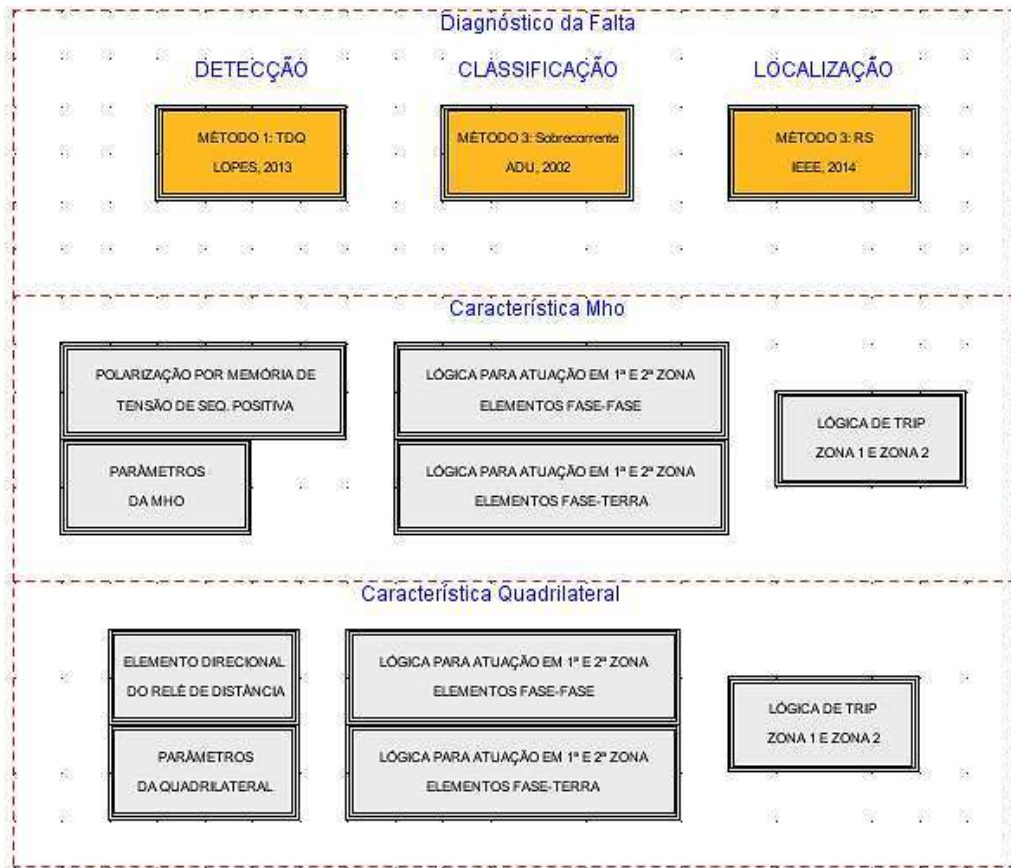 Diagnóstico da Falta
DETECÇÃO
CLASSIFICAÇÃO
LOCALIZAÇÃO
MÉTODO 1: TDQ
LOPES, 2013
MÉTODO 3: Sobrecorrente
ADU, 2002
MÉTODO 3: RS
IEEE, 2014
Característica Mho
POLARIZAÇÃO POR MEMÓRIA DE
TENSÃO DE SEQ. POSITIVA
PARÂMETROS
DA MHO
LÓGICA PARA ATUAÇÃO EM 1ª E 2ª ZONA
ELEMENTOS FASE-FASE
LÓGICA PARA ATUAÇÃO EM 1ª E 2ª ZONA
ELEMENTOS FASE-TERRA
LÓGICA DE TRIP
ZONA 1 E ZONA 2
Característica Quadrilateral
ELEMENTO DIRECIONAL
DO RELÉ DE DISTÂNCIA
PARÂMETROS
DA QUADRILATERAL
LÓGICA PARA ATUAÇÃO EM 1ª E 2ª ZONA
ELEMENTOS FASE-FASE
LÓGICA PARA ATUAÇÃO EM 1ª E 2ª ZONA
ELEMENTOS FASE-TERRA
LÓGICA DE TRIP
ZONA 1 E ZONA 2